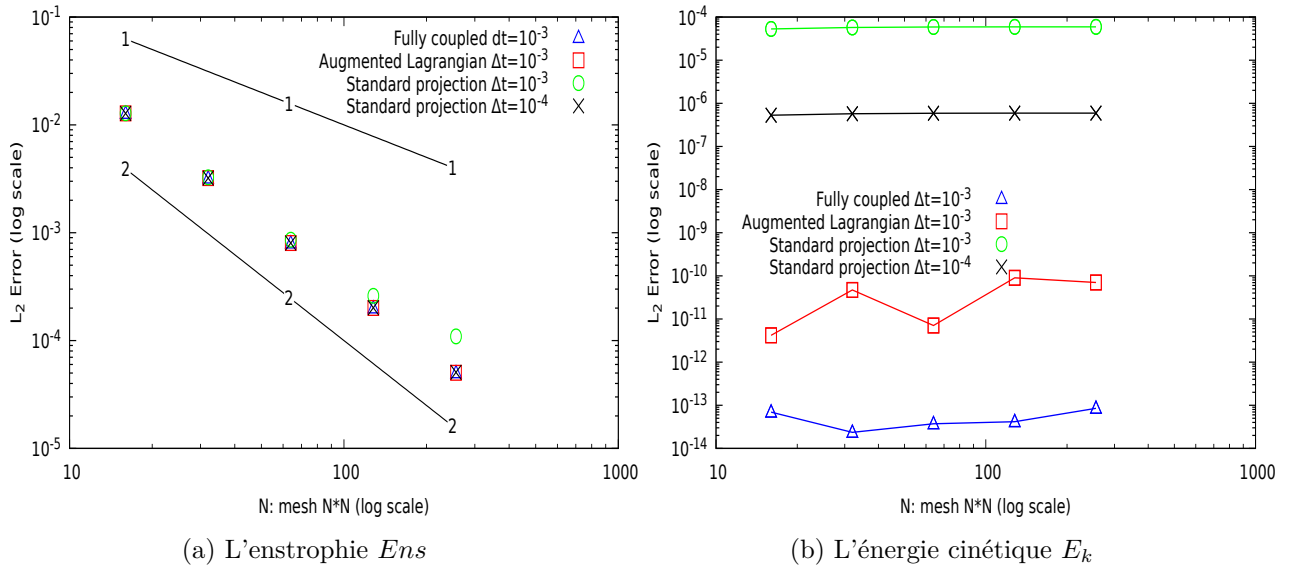 10⁻¹
10⁻²
10⁻³
10⁻⁴
10⁻⁵
L₂ Error (log scale)
Fully coupled dt=10⁻³
Augmented Lagrangian Δt=10⁻³
Standard projection Δt=10⁻³
Standard projection Δt=10⁻⁴
1
1
1
2
2
2
10 100 1000
N: mesh N*N (log scale)
(a) L'enstrophie Ens
10⁻⁴
10⁻⁵
10⁻⁶
10⁻⁷
10⁻⁸
10⁻⁹
10⁻¹⁰
10⁻¹¹
10⁻¹²
10⁻¹³
10⁻¹⁴
L₂ Error (log scale)
Fully coupled Δt=10⁻³
Augmented Lagrangian Δt=10⁻³
Standard projection Δt=10⁻³
Standard projection Δt=10⁻⁴
10 100 1000
N: mesh N*N (log scale)
(b) L'énergie cinétique Eₖ